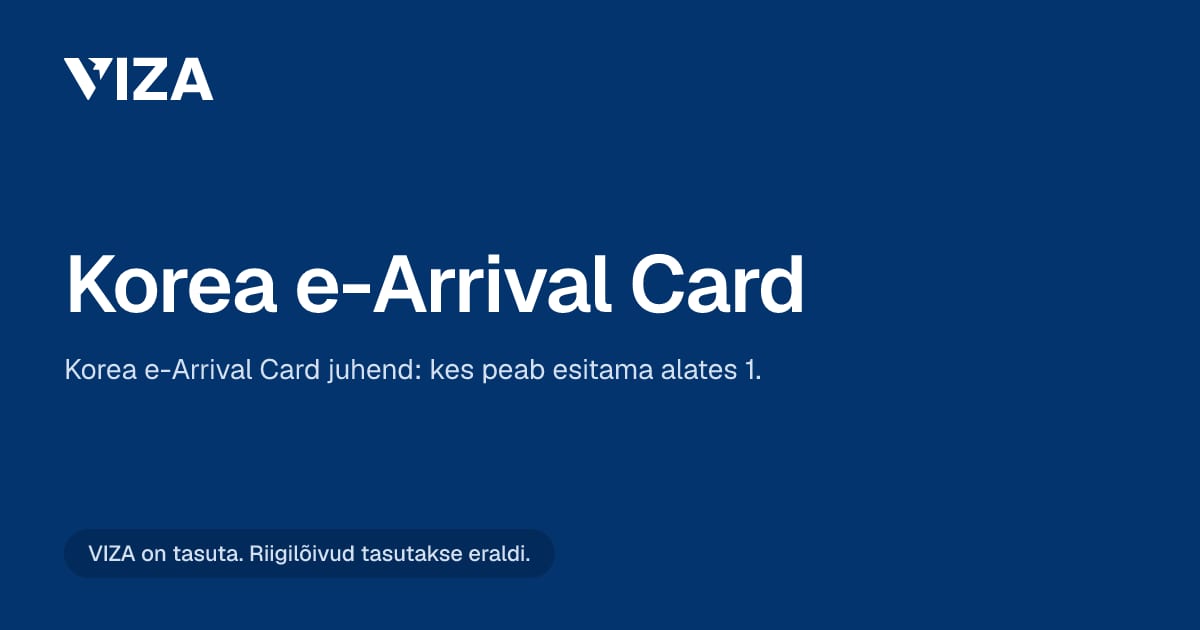 VIZA
Korea e-Arrival Card
Korea e-Arrival Card juhend: kes peab esitama alates 1.
VIZA on tasuta. Riigilõivud tasutakse eraldi.